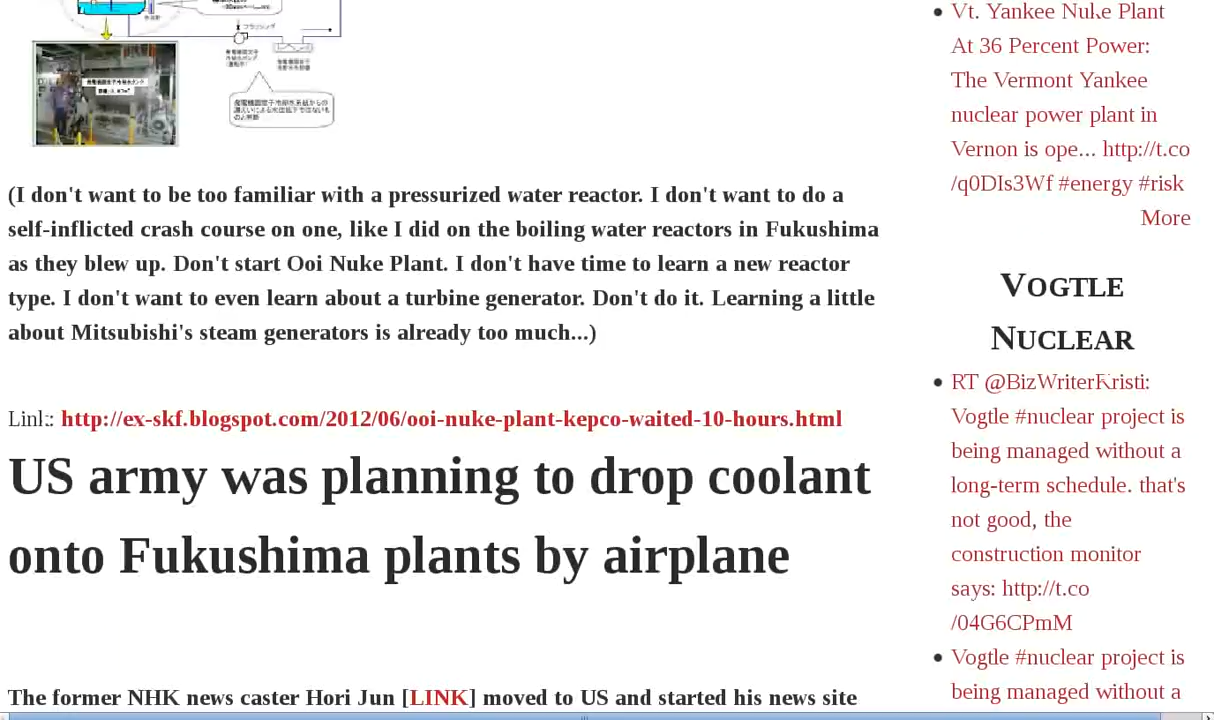 フラッシング
(I don't want to be too familiar with a pressurized water reactor. I don't want to do a
self-inflicted crash course on one, like I did on the boiling water reactors in Fukushima
as they blew up. Don't start Ooi Nuke Plant. I don't have time to learn a new reactor
type. I don't want to even learn about a turbine generator. Don't do it. Learning a little
about Mitsubishi's steam generators is already too much...)
Link: http://ex-skf.blogspot.com/2012/06/ooi-nuke-plant-kepco-waited-10-hours.html
US army was planning to drop coolant
onto Fukushima plants by airplane
The former NHK news caster Hori Jun [LINK] moved to US and started his news site
Vt. Yankee Nuke Plant
At 36 Percent Power:
The Vermont Yankee
nuclear power plant in
Vernon is ope... http://t.co
/q0DIs3Wf #energy #risk
More
Vogtle
Nuclear
RT @BizWriterKristi:
Vogtle #nuclear project is
being managed without a
long-term schedule. that's
not good, the
construction monitor
says: http://t.co
/04G6CPmM
Vogtle #nuclear project is
being managed without a